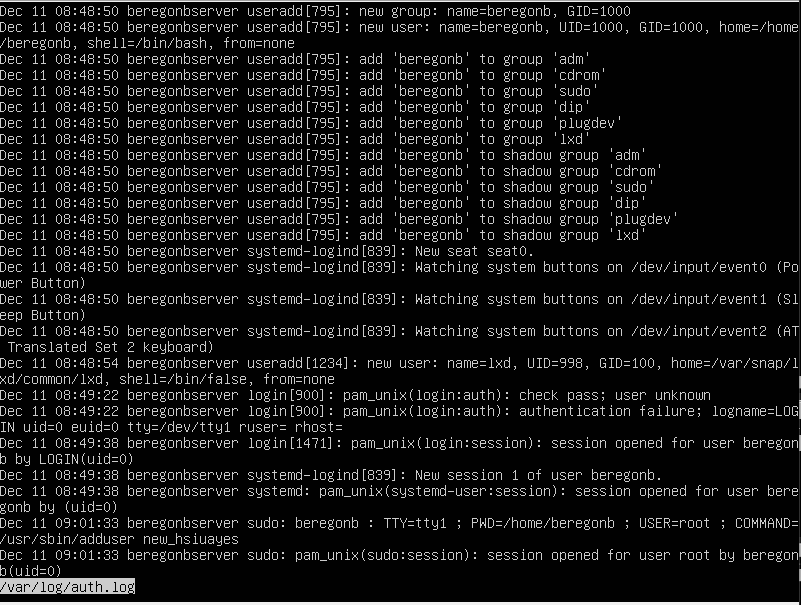 Dec 11 08:48:50 beregonbserver useradd[795]: new group: name=beregonb, GID=1000
Dec 11 08:48:50 beregonbserver useradd[795]: new user: name=beregonb, UID=1000, GID=1000, home=/home
/beregonb, shell=/bin/bash, from=none
Dec 11 08:48:50 beregonbserver useradd[795]: add 'beregonb' to group 'adm'
Dec 11 08:48:50 beregonbserver useradd[795]: add 'beregonb' to group 'cdrom'
Dec 11 08:48:50 beregonbserver useradd[795]: add 'beregonb' to group 'sudo'
Dec 11 08:48:50 beregonbserver useradd[795]: add 'beregonb' to group 'dip'
Dec 11 08:48:50 beregonbserver useradd[795]: add 'beregonb' to group 'plugdev'
Dec 11 08:48:50 beregonbserver useradd[795]: add 'beregonb' to group 'lxd'
Dec 11 08:48:50 beregonbserver useradd[795]: add 'beregonb' to shadow group 'adm'
Dec 11 08:48:50 beregonbserver useradd[795]: add 'beregonb' to shadow group 'cdrom'
Dec 11 08:48:50 beregonbserver useradd[795]: add 'beregonb' to shadow group 'sudo'
Dec 11 08:48:50 beregonbserver useradd[795]: add 'beregonb' to shadow group 'dip'
Dec 11 08:48:50 beregonbserver useradd[795]: add 'beregonb' to shadow group 'plugdev'
Dec 11 08:48:50 beregonbserver useradd[795]: add 'beregonb' to shadow group 'lxd'
Dec 11 08:48:50 beregonbserver systemd-logind[839]: New seat seat0.
Dec 11 08:48:50 beregonbserver systemd-logind[839]: Watching system buttons on /dev/input/event0 (Po
wer Button)
Dec 11 08:48:50 beregonbserver systemd-logind[839]: Watching system buttons on /dev/input/event1 (Sl
eep Button)
Dec 11 08:48:50 beregonbserver systemd-logind[839]: Watching system buttons on /dev/input/event2 (AT
 Translated Set 2 keyboard)
Dec 11 08:48:54 beregonbserver useradd[1234]: new user: name=lxd, UID=998, GID=100, home=/var/snap/l
xd/common/lxd, shell=/bin/false, from=none
Dec 11 08:49:22 beregonbserver login[900]: pam_unix(login:auth): check pass; user unknown
Dec 11 08:49:22 beregonbserver login[900]: pam_unix(login:auth): authentication failure; logname=LOG
IN uid=0 euid=0 tty=/dev/tty1 ruser= rhost=
Dec 11 08:49:38 beregonbserver login[1471]: pam_unix(login:session): session opened for user beregon
b by LOGIN(uid=0)
Dec 11 08:49:38 beregonbserver systemd-logind[839]: New session 1 of user beregonb.
Dec 11 08:49:38 beregonbserver systemd: pam_unix(systemd-user:session): session opened for user bere
gonb by (uid=0)
Dec 11 09:01:33 beregonbserver sudo: beregonb : TTY=tty1 ; PWD=/home/beregonb ; USER=root ; COMMAND=
/usr/sbin/adduser new_hsiuayes
Dec 11 09:01:33 beregonbserver sudo: pam_unix(sudo:session): session opened for user root by beregon
b(uid=0)
/var/log/auth.log